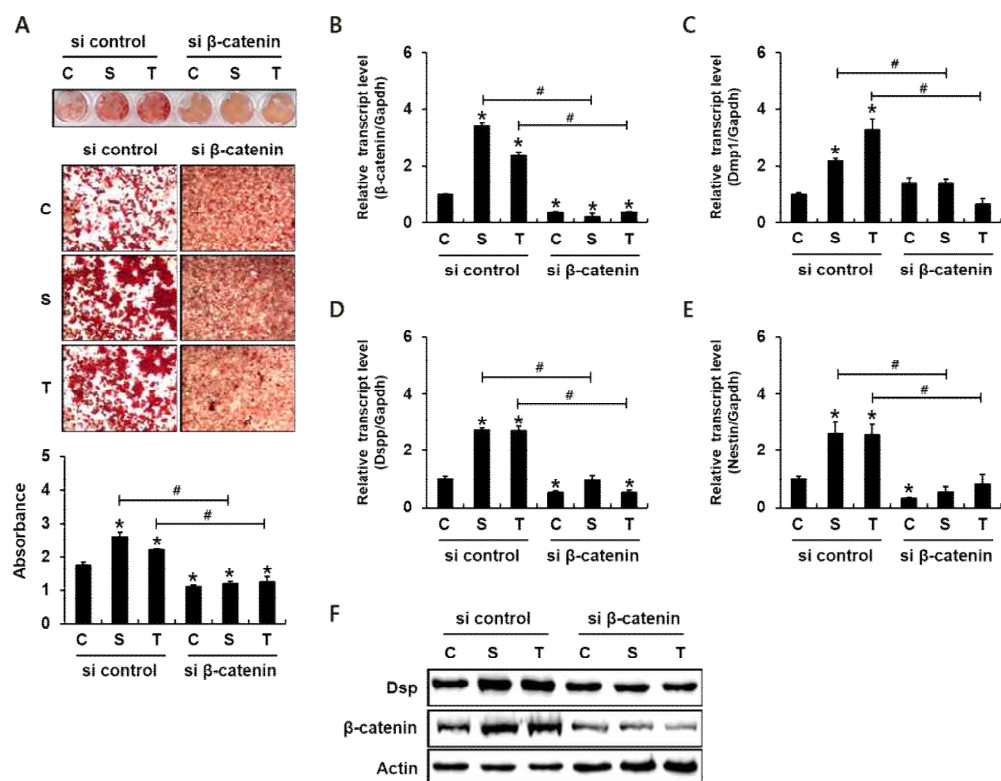 A
si control si β-catenin
C S T C S T
si control si β-catenin
C
S
T
Absorbance
5
4
3
2
1
0
#
#
* * * * *
C S T C S T
si control si β-catenin
B
Relative transcript level
(β-catenin/Gapdh)
6
4
2
0
#
#
* * * * *
C S T C S T
si control si β-catenin
C
Relative transcript level
(Dmp1/Gapdh)
6
4
2
0
#
#
* *
C S T C S T
si control si β-catenin
D
Relative transcript level
(Dspp/Gapdh)
6
4
2
0
#
#
* * * *
C S T C S T
si control si β-catenin
E
Relative transcript level
(Nestin/Gapdh)
6
4
2
0
#
#
* * *
C S T C S T
si control si β-catenin
F
si control si β-catenin
C S T C S T
Dsp
β-catenin
Actin